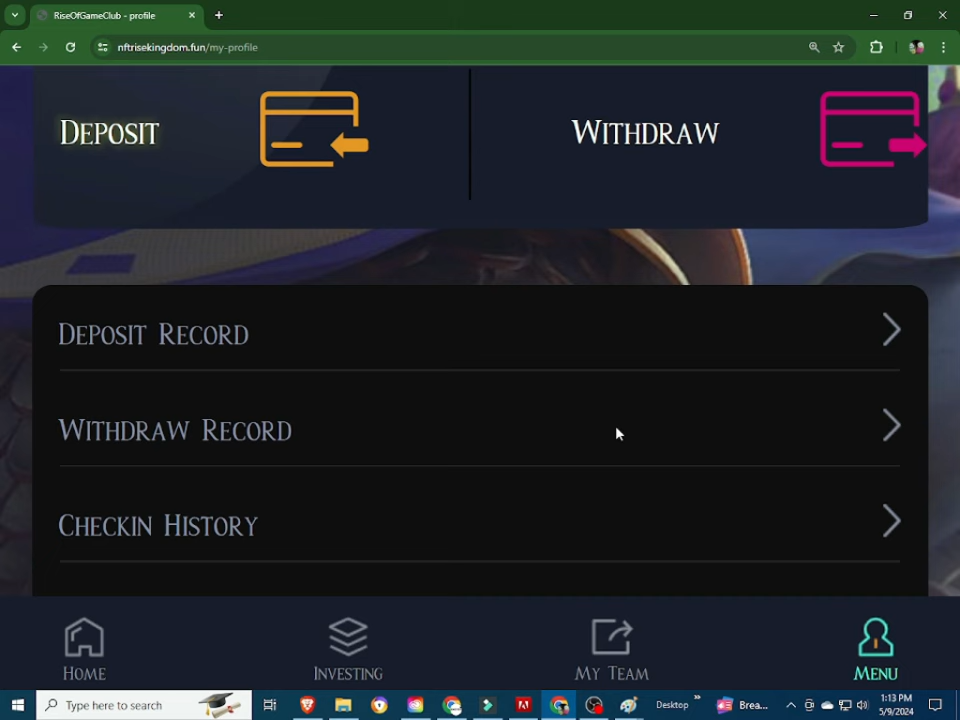 RiseOfGameClub - profile
nftrisekingdom.fun/my-profile
Deposit
Withdraw
Deposit Record
Withdraw Record
Checkin History
Home
Investing
My Team
Menu
Type here to search
Desktop
Brea...
1:13 PM
5/9/2024